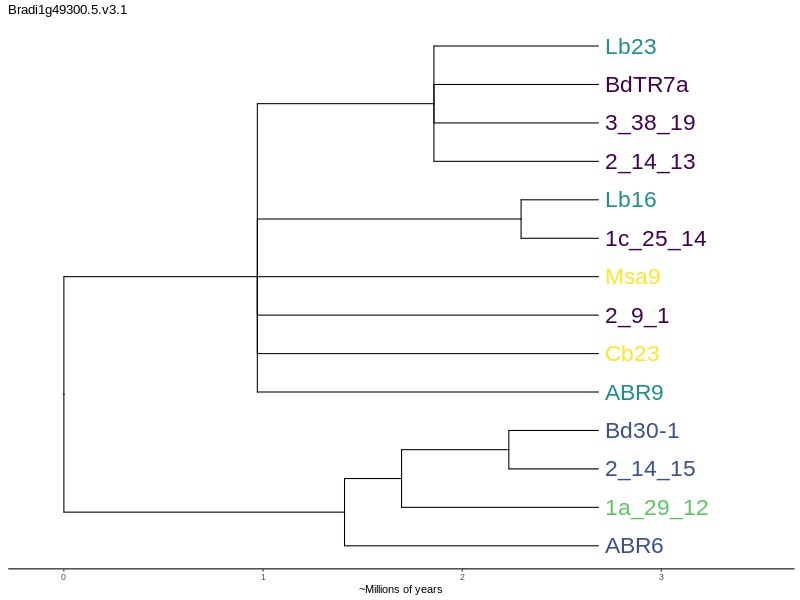 Bradi1g49300.5.v3.1
Lb23
BdTR7a
3_38_19
2_14_13
Lb16
1c_25_14
Msa9
2_9_1
Cb23
ABR9
Bd30-1
2_14_15
1a_29_12
ABR6
0 1 2 3
~Millions of years